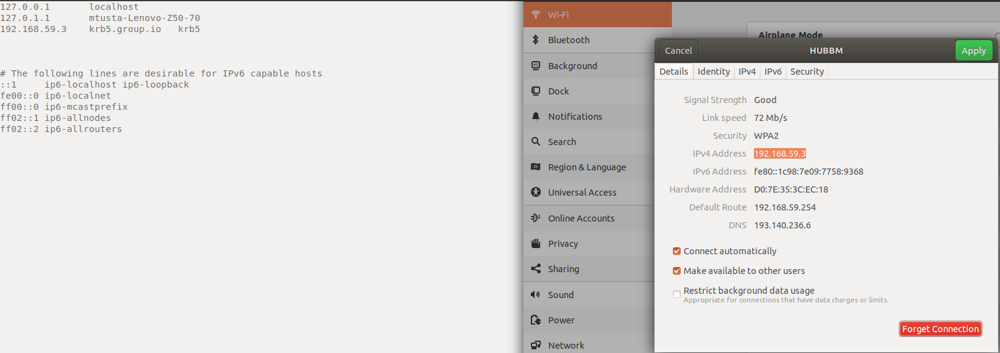 127.0.0.1 localhost
127.0.1.1 mtusta-Lenovo-Z50-70
192.168.59.3 krb5.group.io krb5
# The following lines are desirable for IPv6 capable hosts
::1 ip6-localhost ip6-loopback
fe00::0 ip6-localnet
ff00::0 ip6-mcastprefix
ff02::1 ip6-allnodes
ff02::2 ip6-allrouters
Wi-Fi
Bluetooth
Background
Dock
Notifications
Search
Region & Language
Universal Access
Online Accounts
Privacy
Sharing
Sound
Power
Network
Airplane Mode
Cancel HUBBM Apply
Details Identity IPv4 IPv6 Security
Signal Strength Good
Link speed 72 Mb/s
Security WPA2
IPv4 Address 192.168.59.3
IPv6 Address fe80::1c98:7e09:7758:9368
Hardware Address D0:7E:35:3C:EC:18
Default Route 192.168.59.254
DNS 193.140.236.6
Connect automatically
Make available to other users
Restrict background data usage
Appropriate for connections that have data charges or limits.
Forget Connection